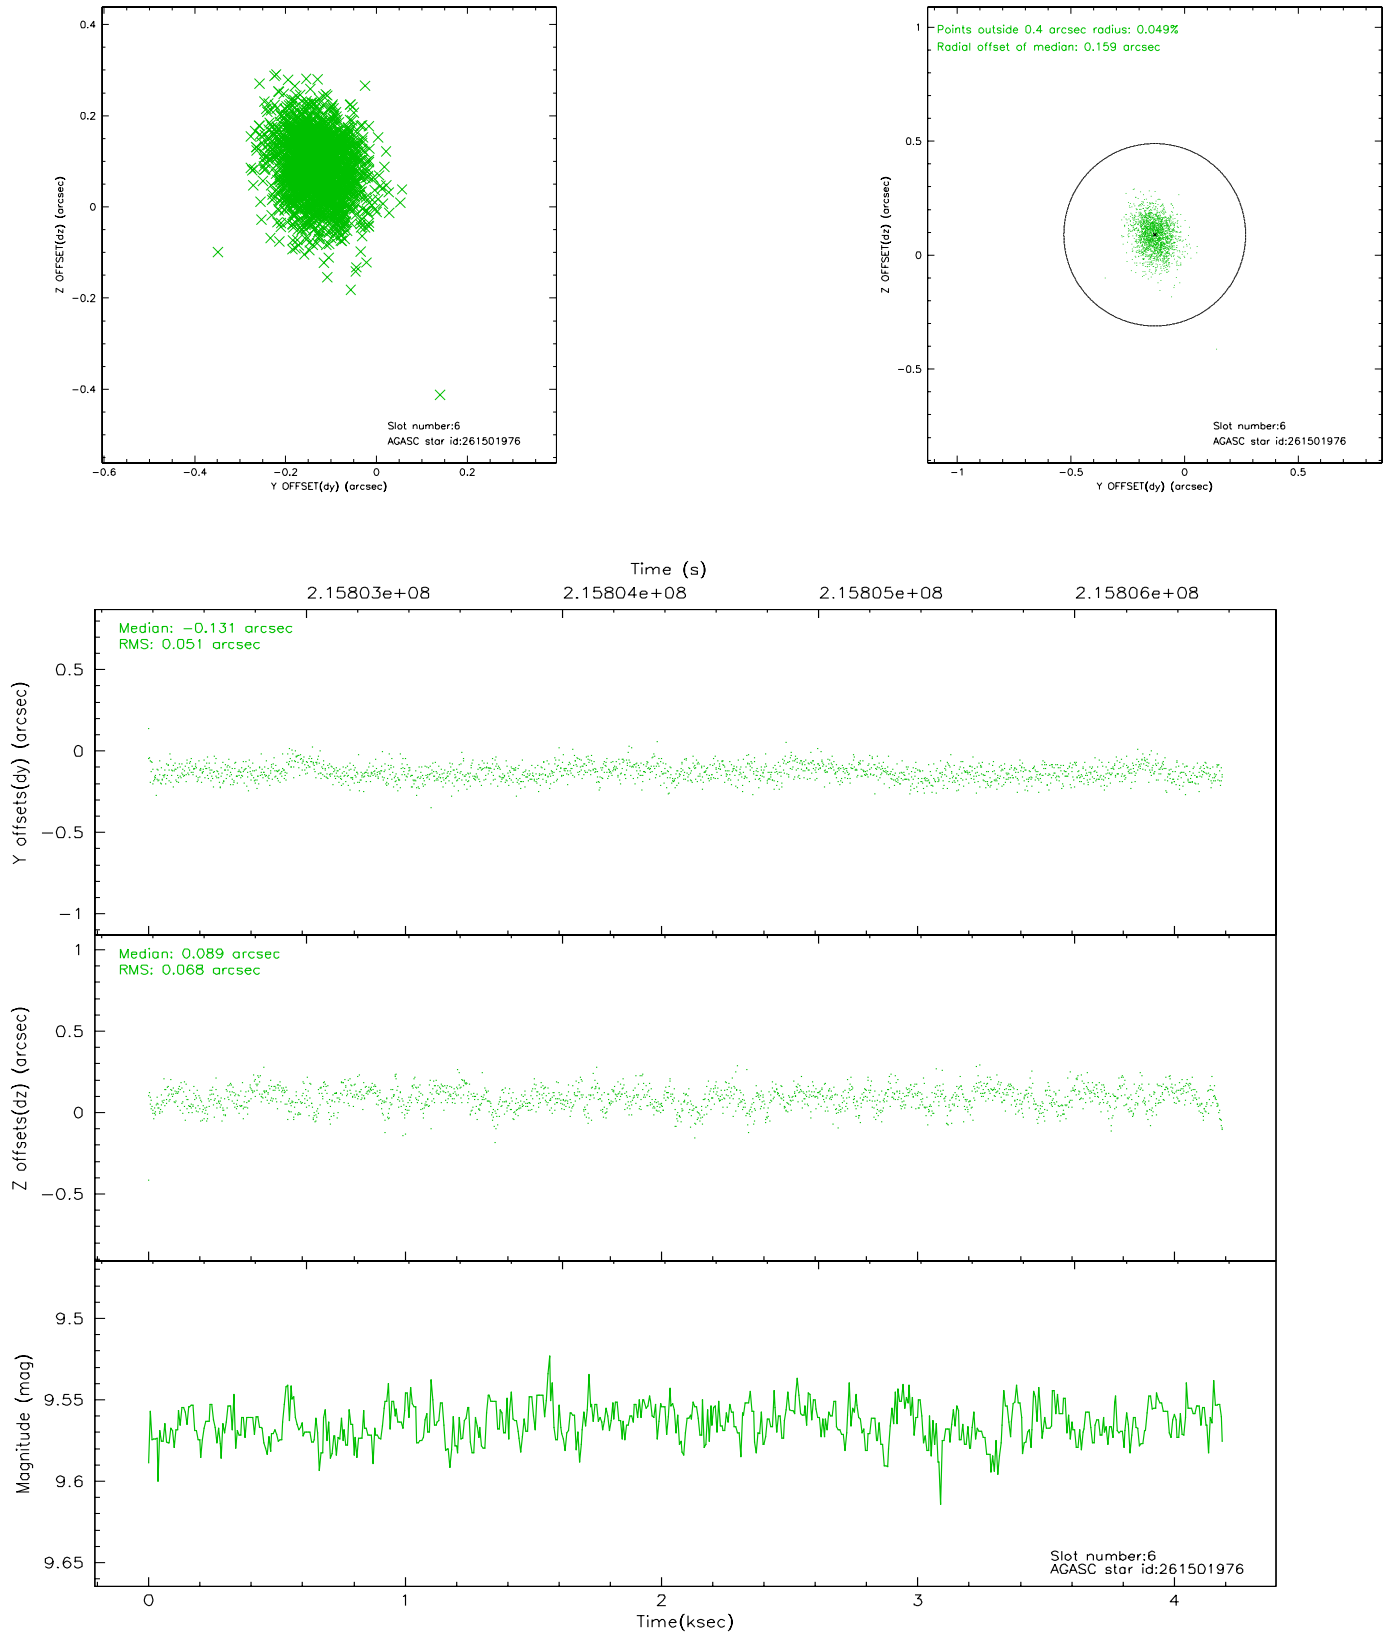 0.4
0.2
0
−0.2
−0.4
Z OFFSET(dz) (arcsec)
Slot number:6
AGASC star id:261501976
−0.6 −0.4 −0.2 0 0.2
Y OFFSET(dy) (arcsec)
Points outside 0.4 arcsec radius: 0.049%
Radial offset of median: 0.159 arcsec
1
0.5
0
−0.5
Z OFFSET(dz) (arcsec)
Slot number:6
AGASC star id:261501976
−1 −0.5 0 0.5
Y OFFSET(dy) (arcsec)
Time (s)
2.15803e+08 2.15804e+08 2.15805e+08 2.15806e+08
Median: −0.131 arcsec
RMS: 0.051 arcsec
0.5
0
−0.5
−1
Y offsets(dy) (arcsec)
Median: 0.089 arcsec
RMS: 0.068 arcsec
1
0.5
0
−0.5
Z offsets(dz) (arcsec)
9.5
9.55
9.6
9.65
Magnitude (mag)
Slot number:6
AGASC star id:261501976
0 1 2 3 4
Time(ksec)